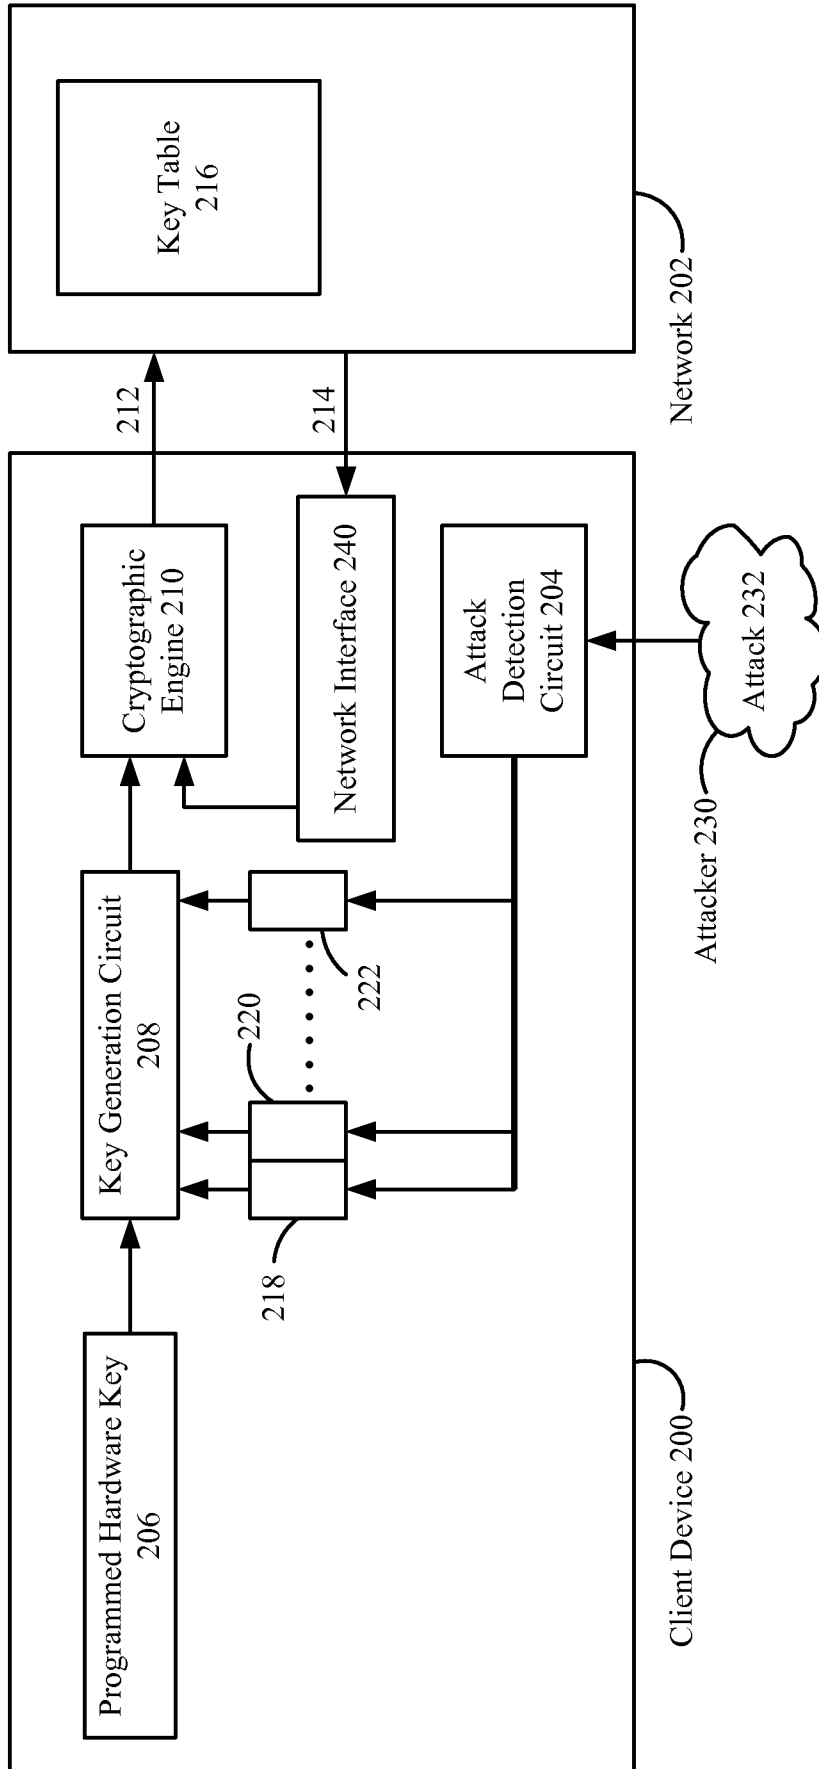 Programmed Hardware Key
206
Key Generation Circuit
208
Cryptographic
Engine 210
212
Key Table
216
214
220
222
218
Network Interface 240
Attack
Detection
Circuit 204
Client Device 200
Attacker 230
Attack 232
Network 202